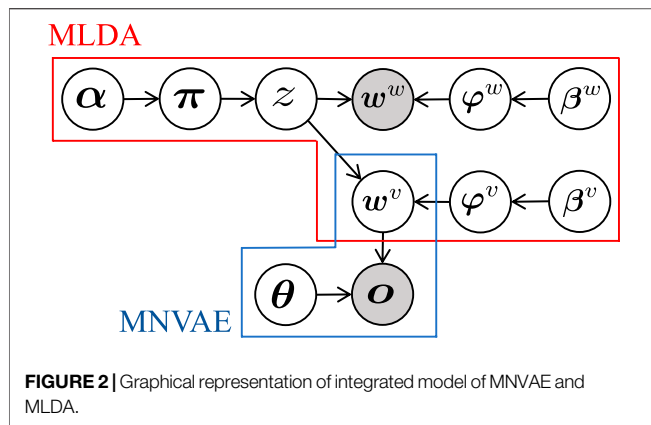 MLDA
α π z w^w φ^w β^w
w^v φ^v β^v
θ o
MNVAE
FIGURE 2 | Graphical representation of integrated model of MNVAE and
MLDA.